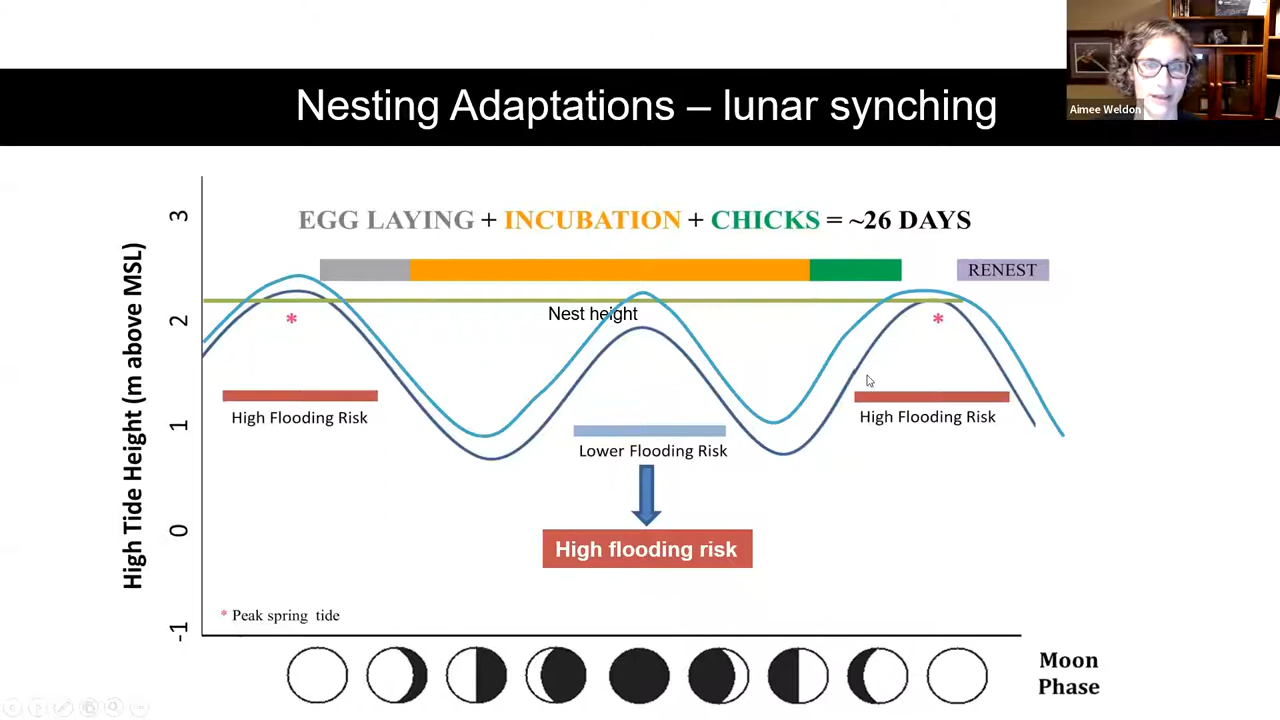 Aimee Weldon
Nesting Adaptations – lunar synching
High Tide Height (m above MSL)
3
2
1
0
-1
EGG LAYING + INCUBATION + CHICKS = ~26 DAYS
RENEST
Nest height
*
*
High Flooding Risk
High Flooding Risk
Lower Flooding Risk
High flooding risk
* Peak spring tide
Moon
Phase